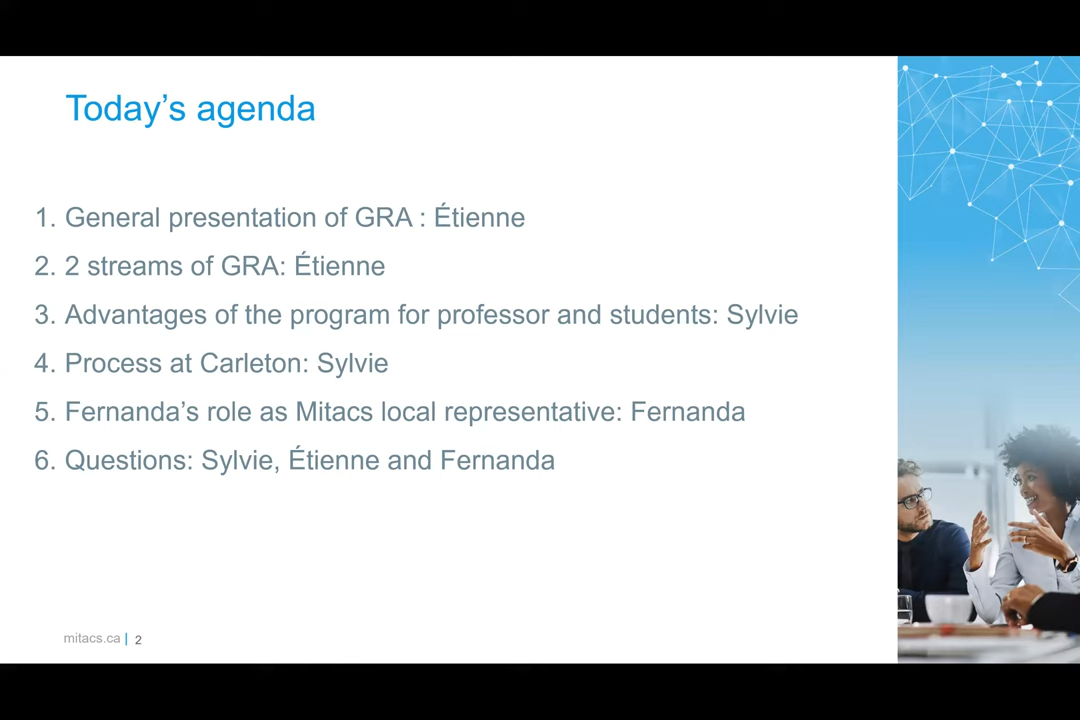 Today’s agenda
1. General presentation of GRA : Étienne
2. 2 streams of GRA: Étienne
3. Advantages of the program for professor and students: Sylvie
4. Process at Carleton: Sylvie
5. Fernanda’s role as Mitacs local representative: Fernanda
6. Questions: Sylvie, Étienne and Fernanda
mitacs.ca | 2